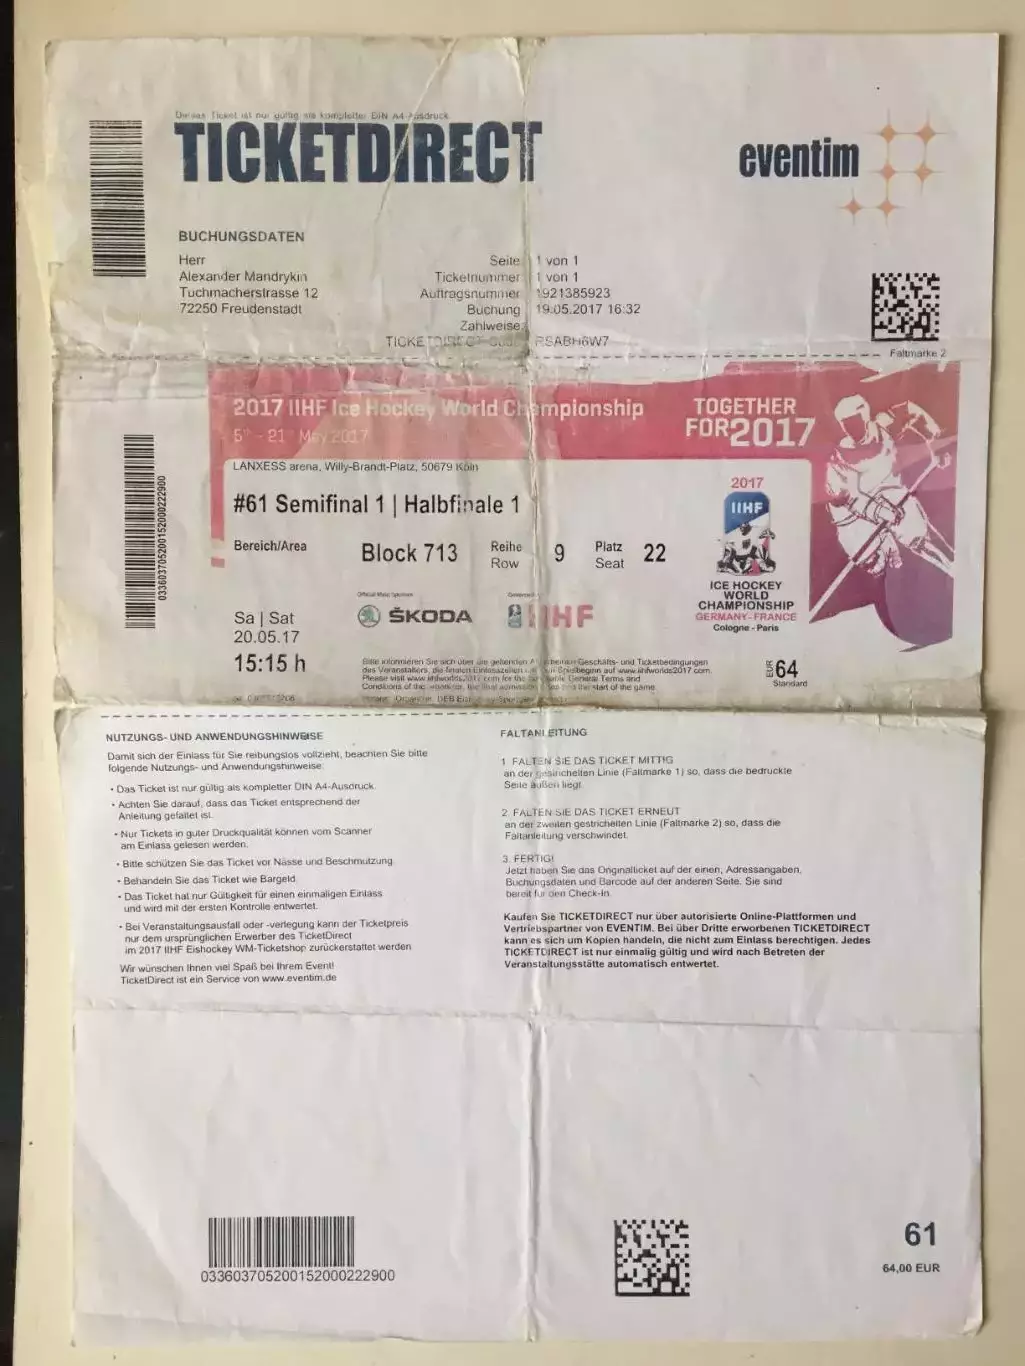 Dieses Ticket ist nur gültig als kompletter DIN A4-Ausdruck
TICKETDIRECT
eventim
BUCHUNGSDATEN
Herr
Alexander Mandrykin
Tuchmacherstrasse 12
72250 Freudenstadt
Seite: 1 von 1
Ticketnummer: 1 von 1
Auftragsnummer 1921385923
Buchung 19.05.2017 16:32
Zahlweise:
Faltmarke 2
2017 IIHF Ice Hockey World Championship
5th - 21st May 2017
TOGETHER
FOR2017
LANXESS arena, Willy-Brandt-Platz, 50679 Köln
#61 Semifinal 1 | Halbfinale 1
Bereich/Area
Block 713
Reihe
Row
9
Platz
Seat
22
2017
IIHF
ICE HOCKEY
WORLD
CHAMPIONSHIP
GERMANY-FRANCE
Cologne - Paris
ŠKODA
IIHF
Sa | Sat
20.05.17
15:15 h
EUR 64
Standard
033603705200152000222900
NUTZUNGS- UND ANWENDUNGSHINWEISE
Damit sich der Einlass für Sie reibungslos vollzieht, beachten Sie bitte
folgende Nutzungs- und Anwendungshinweise:
• Das Ticket ist nur gültig als kompletter DIN A4-Ausdruck.
• Achten Sie darauf, dass das Ticket entsprechend der
Anleitung gefaltet ist.
• Nur Tickets in guter Druckqualität können vom Scanner
am Einlass gelesen werden.
• Bitte schützen Sie das Ticket vor Nässe und Beschmutzung.
• Behandeln Sie das Ticket wie Bargeld.
• Das Ticket hat nur Gültigkeit für einen einmaligen Einlass
und wird mit der ersten Kontrolle entwertet.
• Bei Veranstaltungsausfall oder -verlegung kann der Ticketpreis
nur dem ursprünglichen Erwerber des TicketDirect
im 2017 IIHF Eishockey WM-Ticketshop zurückerstattet werden.
Wir wünschen Ihnen viel Spaß bei Ihrem Event!
TicketDirect ist ein Service von www.eventim.de
FALTANLEITUNG
1. FALTEN SIE DAS TICKET MITTIG
an der gestrichelten Linie (Faltmarke 1) so, dass die bedruckte
Seite außen liegt.
2. FALTEN SIE DAS TICKET ERNEUT
an der zweiten gestrichelten Linie (Faltmarke 2) so, dass die
Faltanleitung verschwindet.
3. FERTIG!
Jetzt haben Sie das Originalticket auf der einen, Adressangaben,
Buchungsdaten und Barcode auf der anderen Seite. Sie sind
bereit für den Check-In.
Kaufen Sie TICKETDIRECT nur über autorisierte Online-Plattformen und
Vertriebspartner von EVENTIM. Bei über Dritte erworbenen TICKETDIRECT
kann es sich um Kopien handeln, die nicht zum Einlass berechtigen. Jedes
TICKETDIRECT ist nur einmalig gültig und wird nach Betreten der
Veranstaltungsstätte automatisch entwertet.
033603705200152000222900
61
64,00 EUR